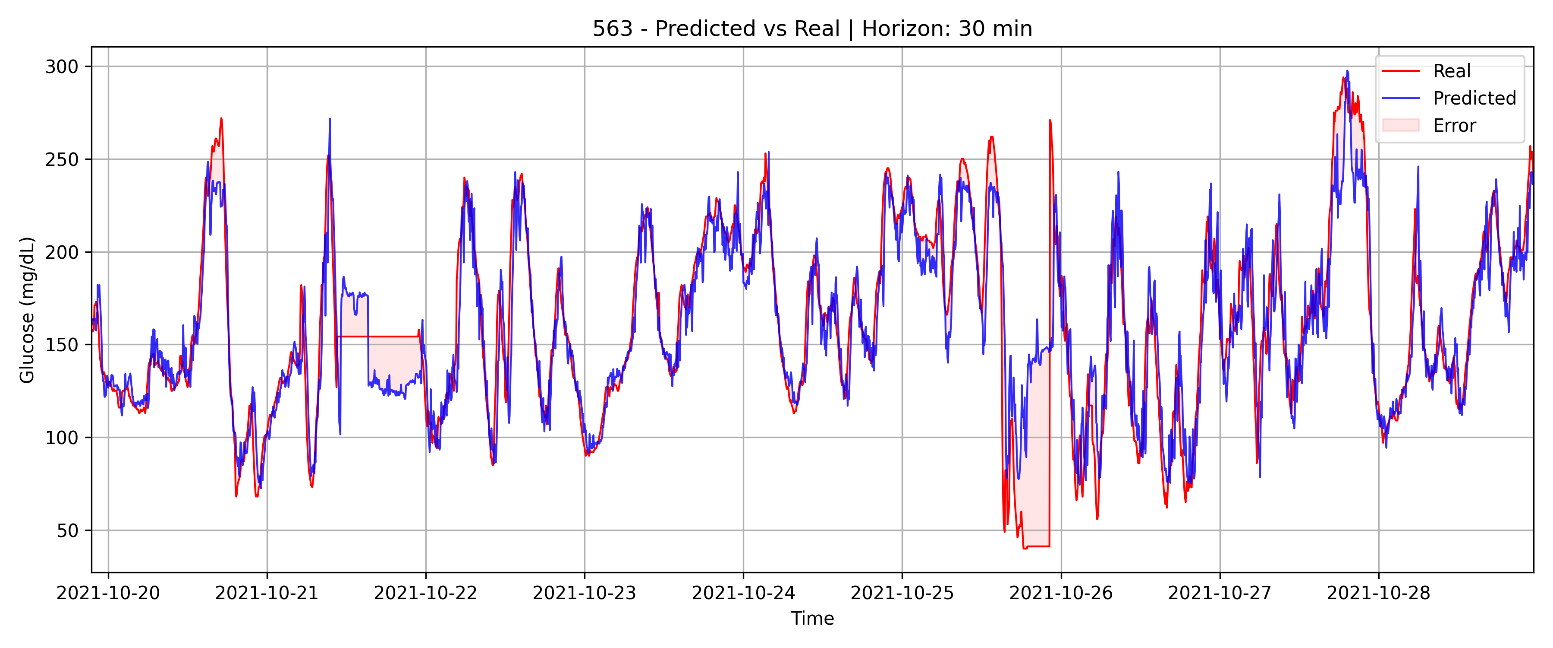 563 - Predicted vs Real | Horizon: 30 min
300
250
200
150
100
50
Glucose (mg/dL)
Real
Predicted
Error
2021-10-20
2021-10-21
2021-10-22
2021-10-23
2021-10-24
2021-10-25
2021-10-26
2021-10-27
2021-10-28
Time